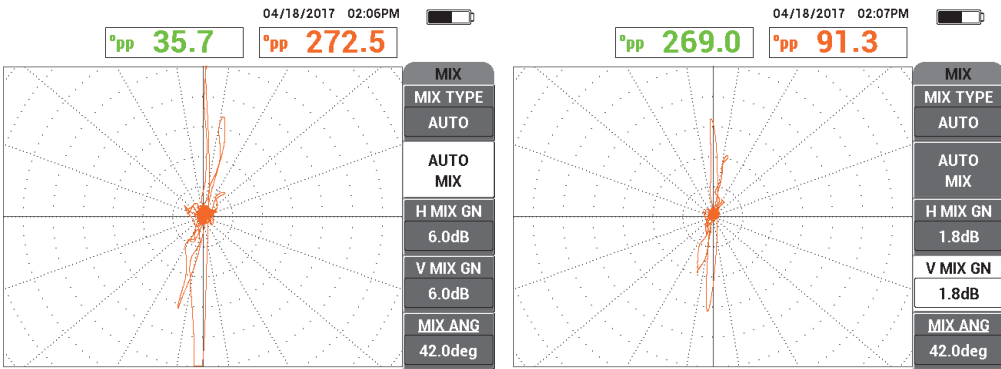 04/18/2017 02:06PM
°pp 35.7
°pp 272.5
MIX
MIX TYPE
AUTO
AUTO
MIX
H MIX GN
6.0dB
V MIX GN
6.0dB
MIX ANG
42.0deg
04/18/2017 02:07PM
°pp 269.0
°pp 91.3
MIX
MIX TYPE
AUTO
AUTO
MIX
H MIX GN
1.8dB
V MIX GN
1.8dB
MIX ANG
42.0deg